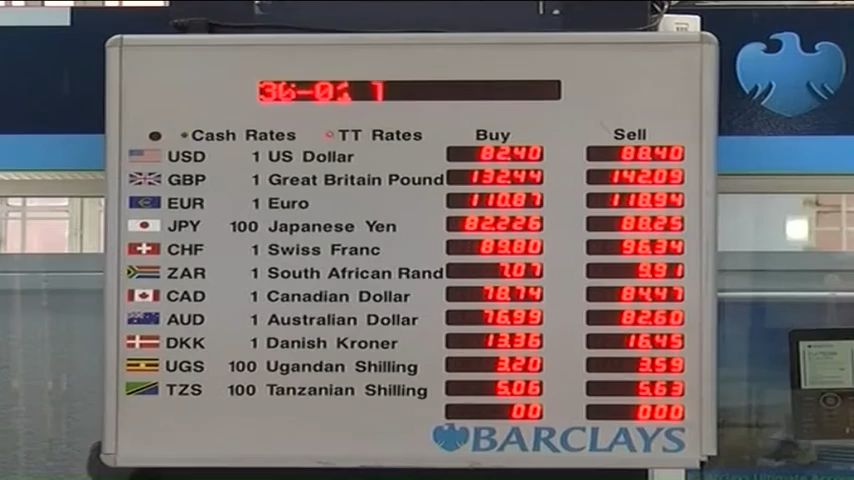 Cash Rates TT Rates Buy Sell
USD 1 US Dollar 82.40 88.40
GBP 1 Great Britain Pound 132.44 142.09
EUR 1 Euro 110.87 118.94
JPY 100 Japanese Yen 82.226 88.25
CHF 1 Swiss Franc 89.80 96.34
ZAR 1 South African Rand 7.07 9.91
CAD 1 Canadian Dollar 78.74 84.47
AUD 1 Australian Dollar 76.99 82.60
DKK 1 Danish Kroner 13.36 16.45
UGS 100 Ugandan Shilling 3.20 3.59
TZS 100 Tanzanian Shilling 5.06 5.63
00 000
BARCLAYS